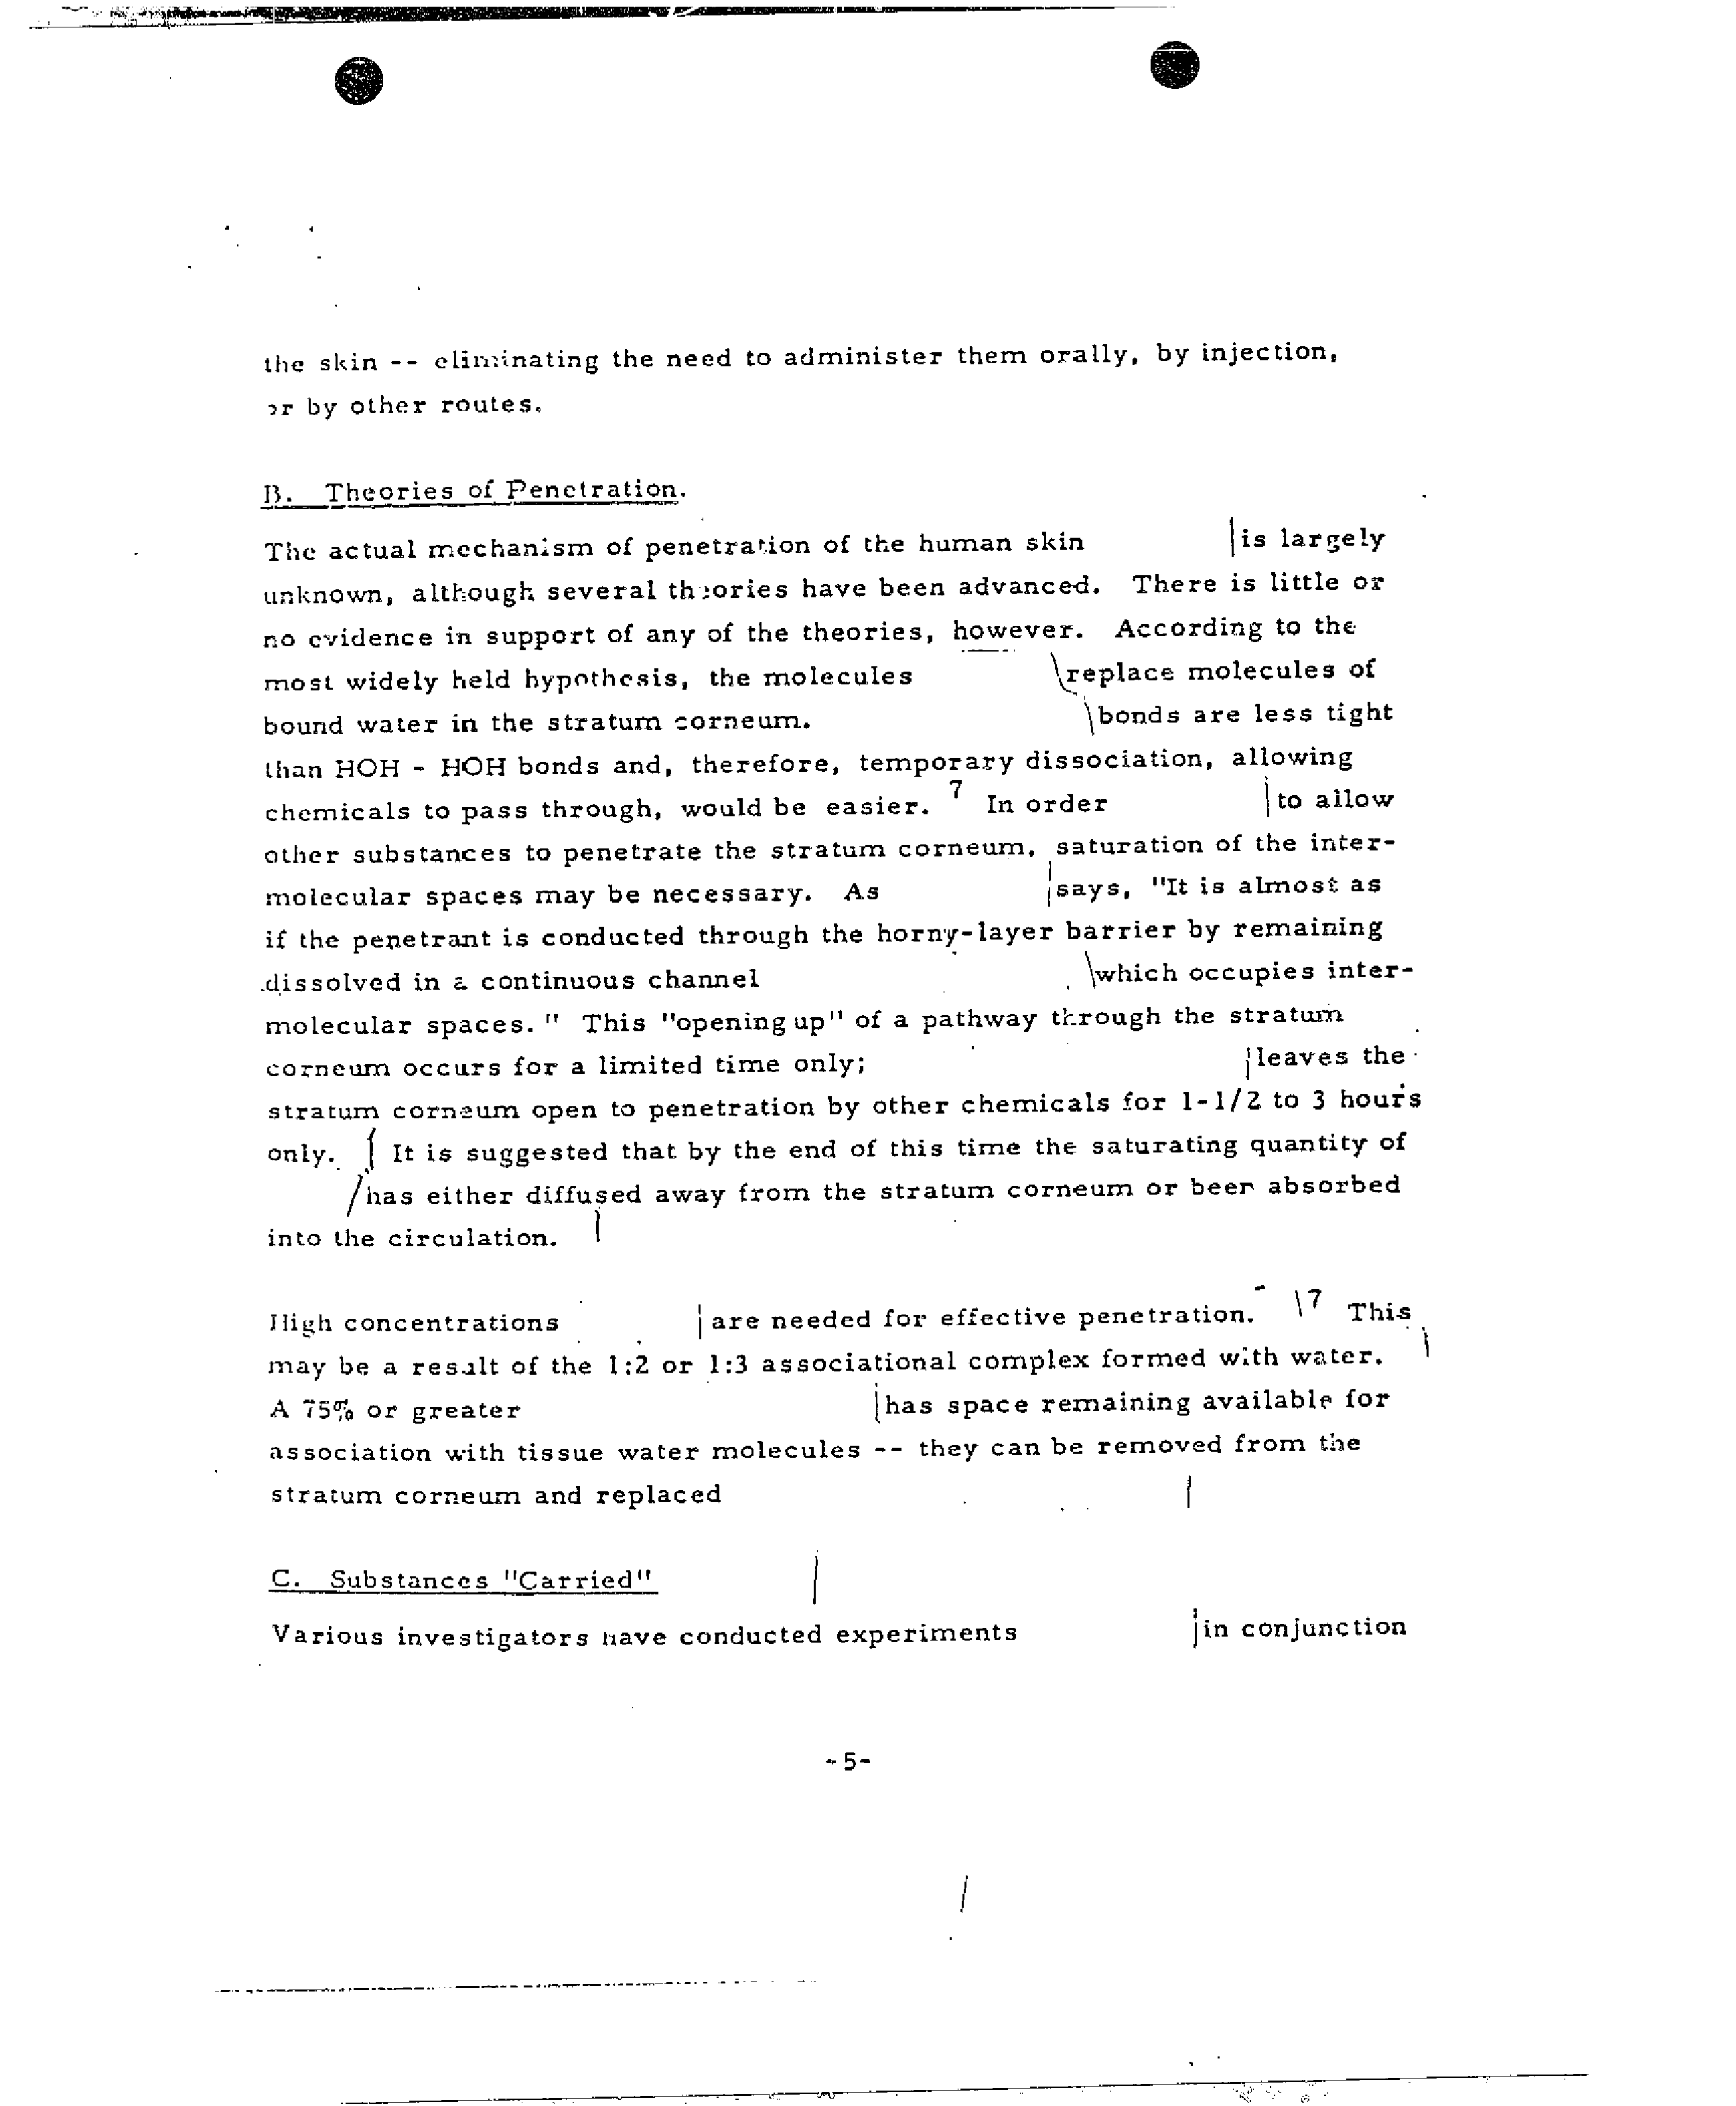 the skin -- eliminating the need to administer them orally, by injection,
or by other routes.
B. Theories of Penetration.
The actual mechanism of penetration of the human skin is largely
unknown, although several theories have been advanced. There is little or
no evidence in support of any of the theories, however. According to the
most widely held hypothesis, the molecules replace molecules of
bound water in the stratum corneum. bonds are less tight
than HOH - HOH bonds and, therefore, temporary dissociation, allowing
chemicals to pass through, would be easier. 7 In order to allow
other substances to penetrate the stratum corneum, saturation of the inter-
molecular spaces may be necessary. As says, "It is almost as
if the penetrant is conducted through the horny-layer barrier by remaining
dissolved in a continuous channel which occupies inter-
molecular spaces." This "opening up" of a pathway through the stratum
corneum occurs for a limited time only; leaves the
stratum corneum open to penetration by other chemicals for 1-1/2 to 3 hours
only. It is suggested that by the end of this time the saturating quantity of
has either diffused away from the stratum corneum or been absorbed
into the circulation.
High concentrations are needed for effective penetration. 7 This
may be a result of the 1:2 or 1:3 associational complex formed with water.
A 75% or greater has space remaining available for
association with tissue water molecules -- they can be removed from the
stratum corneum and replaced
C. Substances "Carried"
Various investigators have conducted experiments in conjunction
-5-